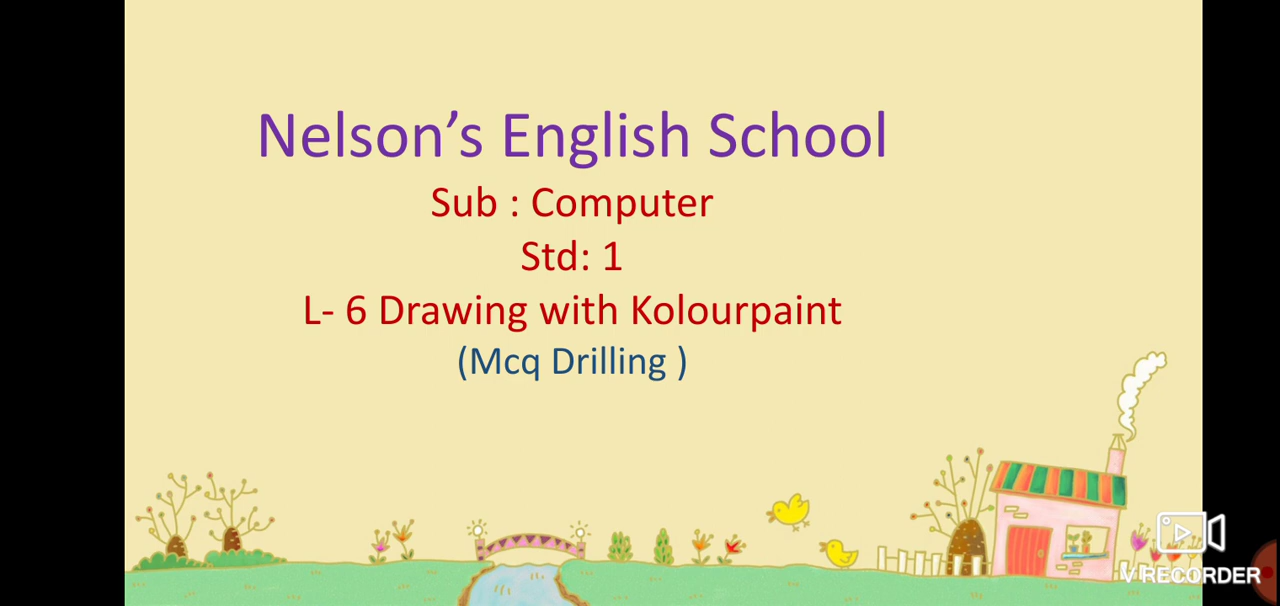 Nelson’s English School
Sub : Computer
Std: 1
L- 6 Drawing with Kolourpaint
(Mcq Drilling )
V RECORDER